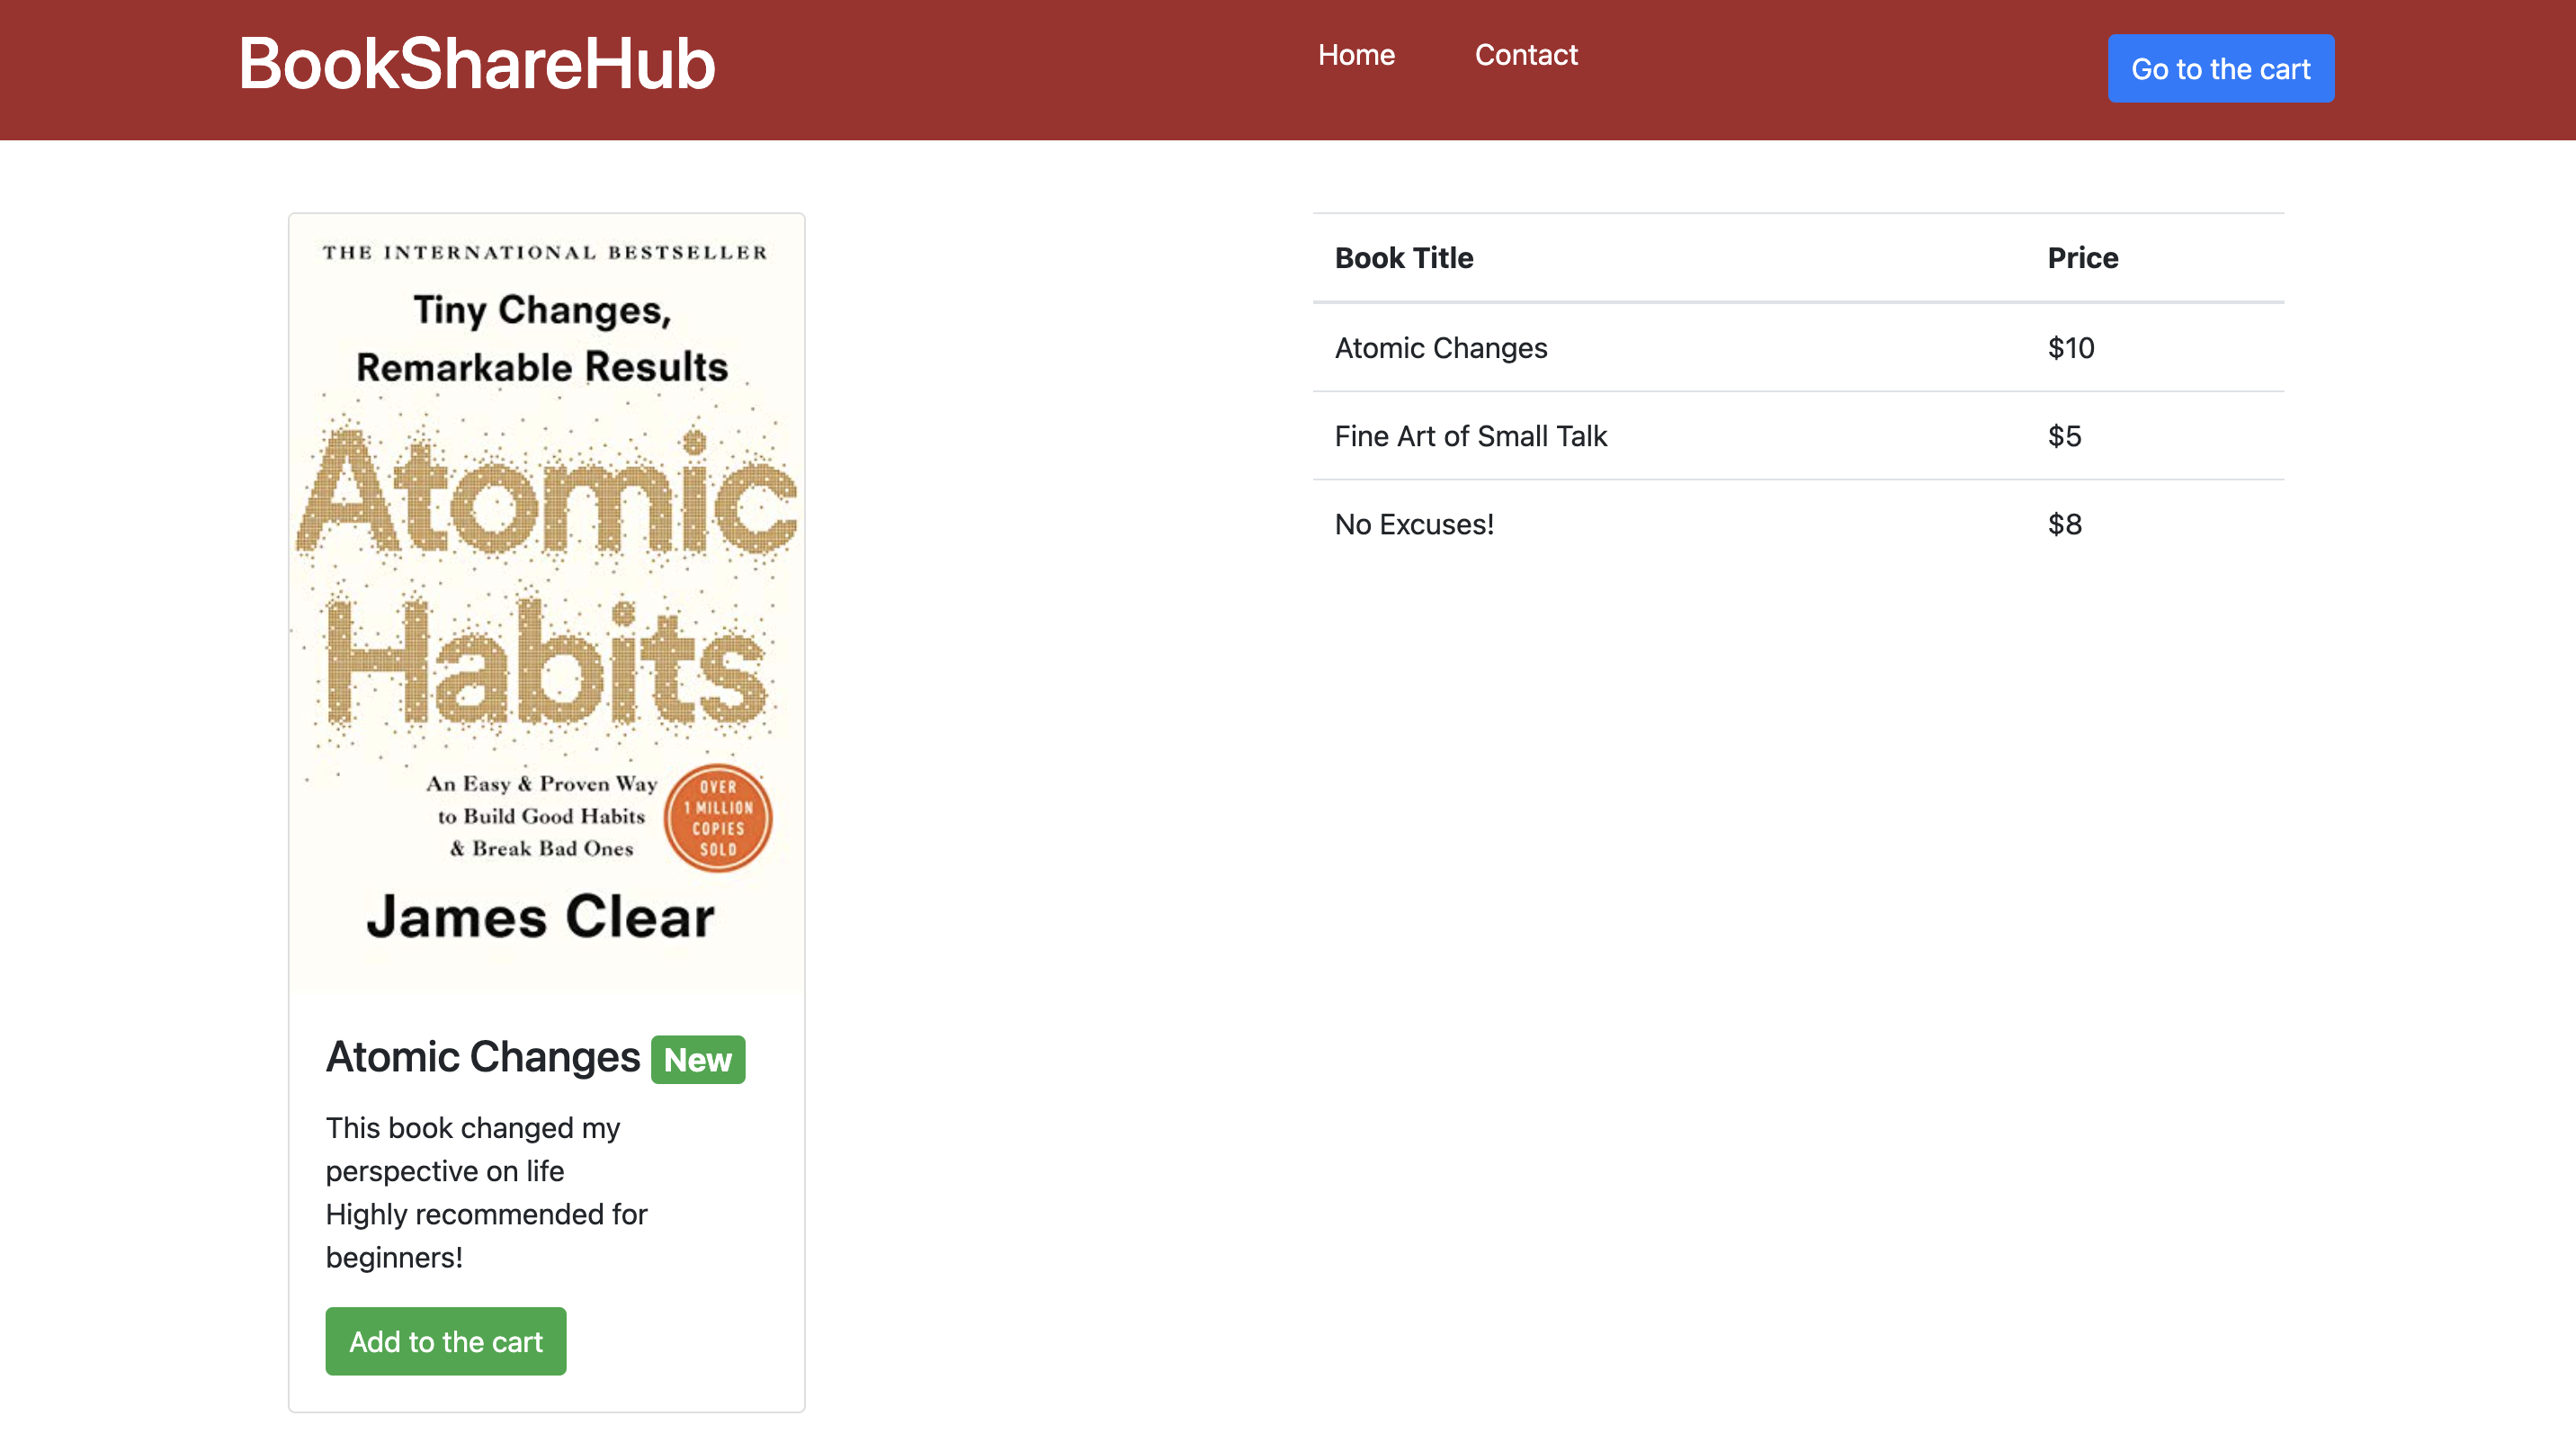 BookShareHub
Home
Contact
Go to the cart
THE INTERNATIONAL BESTSELLER
Tiny Changes,
Remarkable Results
Atomic
Habits
An Easy & Proven Way
to Build Good Habits
& Break Bad Ones
OVER
1 MILLION
COPIES
SOLD
James Clear
Atomic Changes New
This book changed my
perspective on life
Highly recommended for
beginners!
Add to the cart
Book Title Price
Atomic Changes $10
Fine Art of Small Talk $5
No Excuses! $8